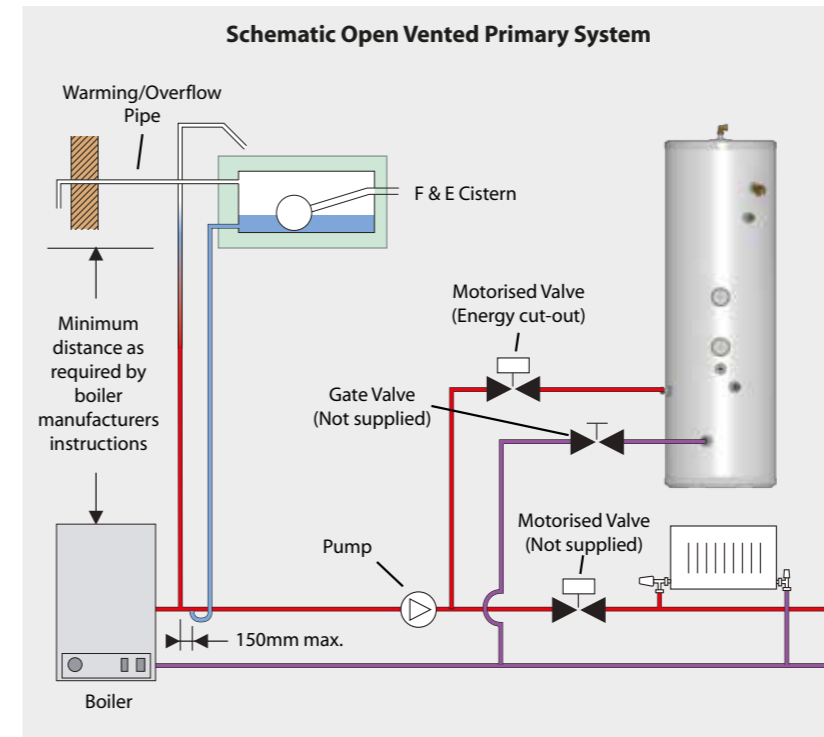 Schematic Open Vented Primary System
Warming/Overflow
Pipe
F & E Cistern
Motorised Valve
(Energy cut-out)
Minimum
distance as
required by
boiler
manufacturers
instructions
Gate Valve
(Not supplied)
Motorised Valve
(Not supplied)
Pump
150mm max.
Boiler